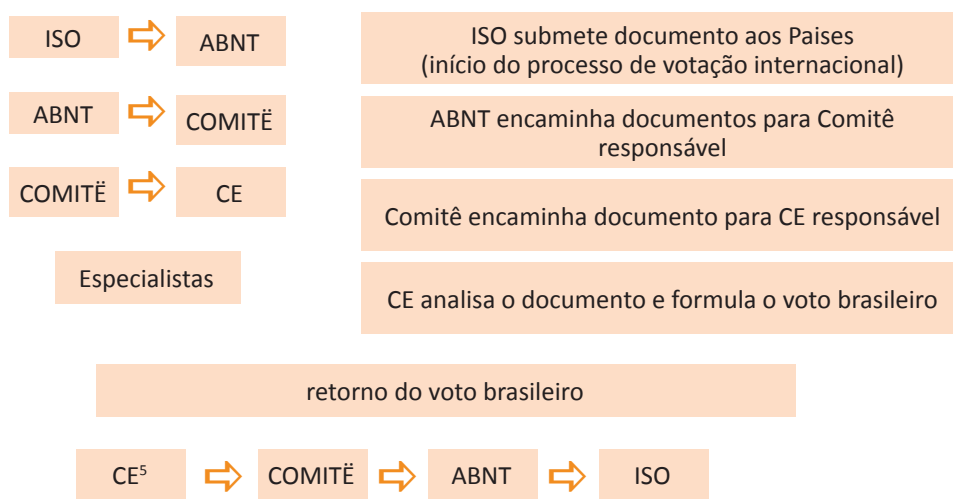 ISO
ABNT
ISO submete documento aos Paises
(início do processo de votação internacional)
ABNT
COMITË
ABNT encaminha documentos para Comitê
responsável
COMITË
CE
Comitê encaminha documento para CE responsável
Especialistas
CE analisa o documento e formula o voto brasileiro
retorno do voto brasileiro
CE⁵
COMITË
ABNT
ISO